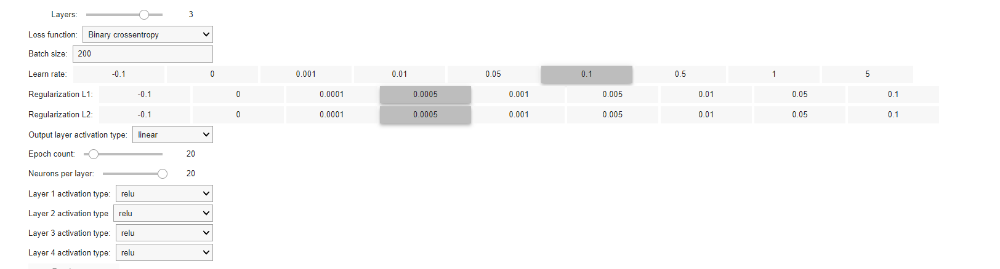 Layers: 3
Loss function: Binary crossentropy
Batch size: 200
Learn rate: -0.1 0 0.001 0.01 0.05 0.1 0.5 1 5
Regularization L1: -0.1 0 0.0001 0.0005 0.001 0.005 0.01 0.05 0.1
Regularization L2: -0.1 0 0.0001 0.0005 0.001 0.005 0.01 0.05 0.1
Output layer activation type: linear
Epoch count: 20
Neurons per layer: 20
Layer 1 activation type: relu
Layer 2 activation type relu
Layer 3 activation type: relu
Layer 4 activation type: relu